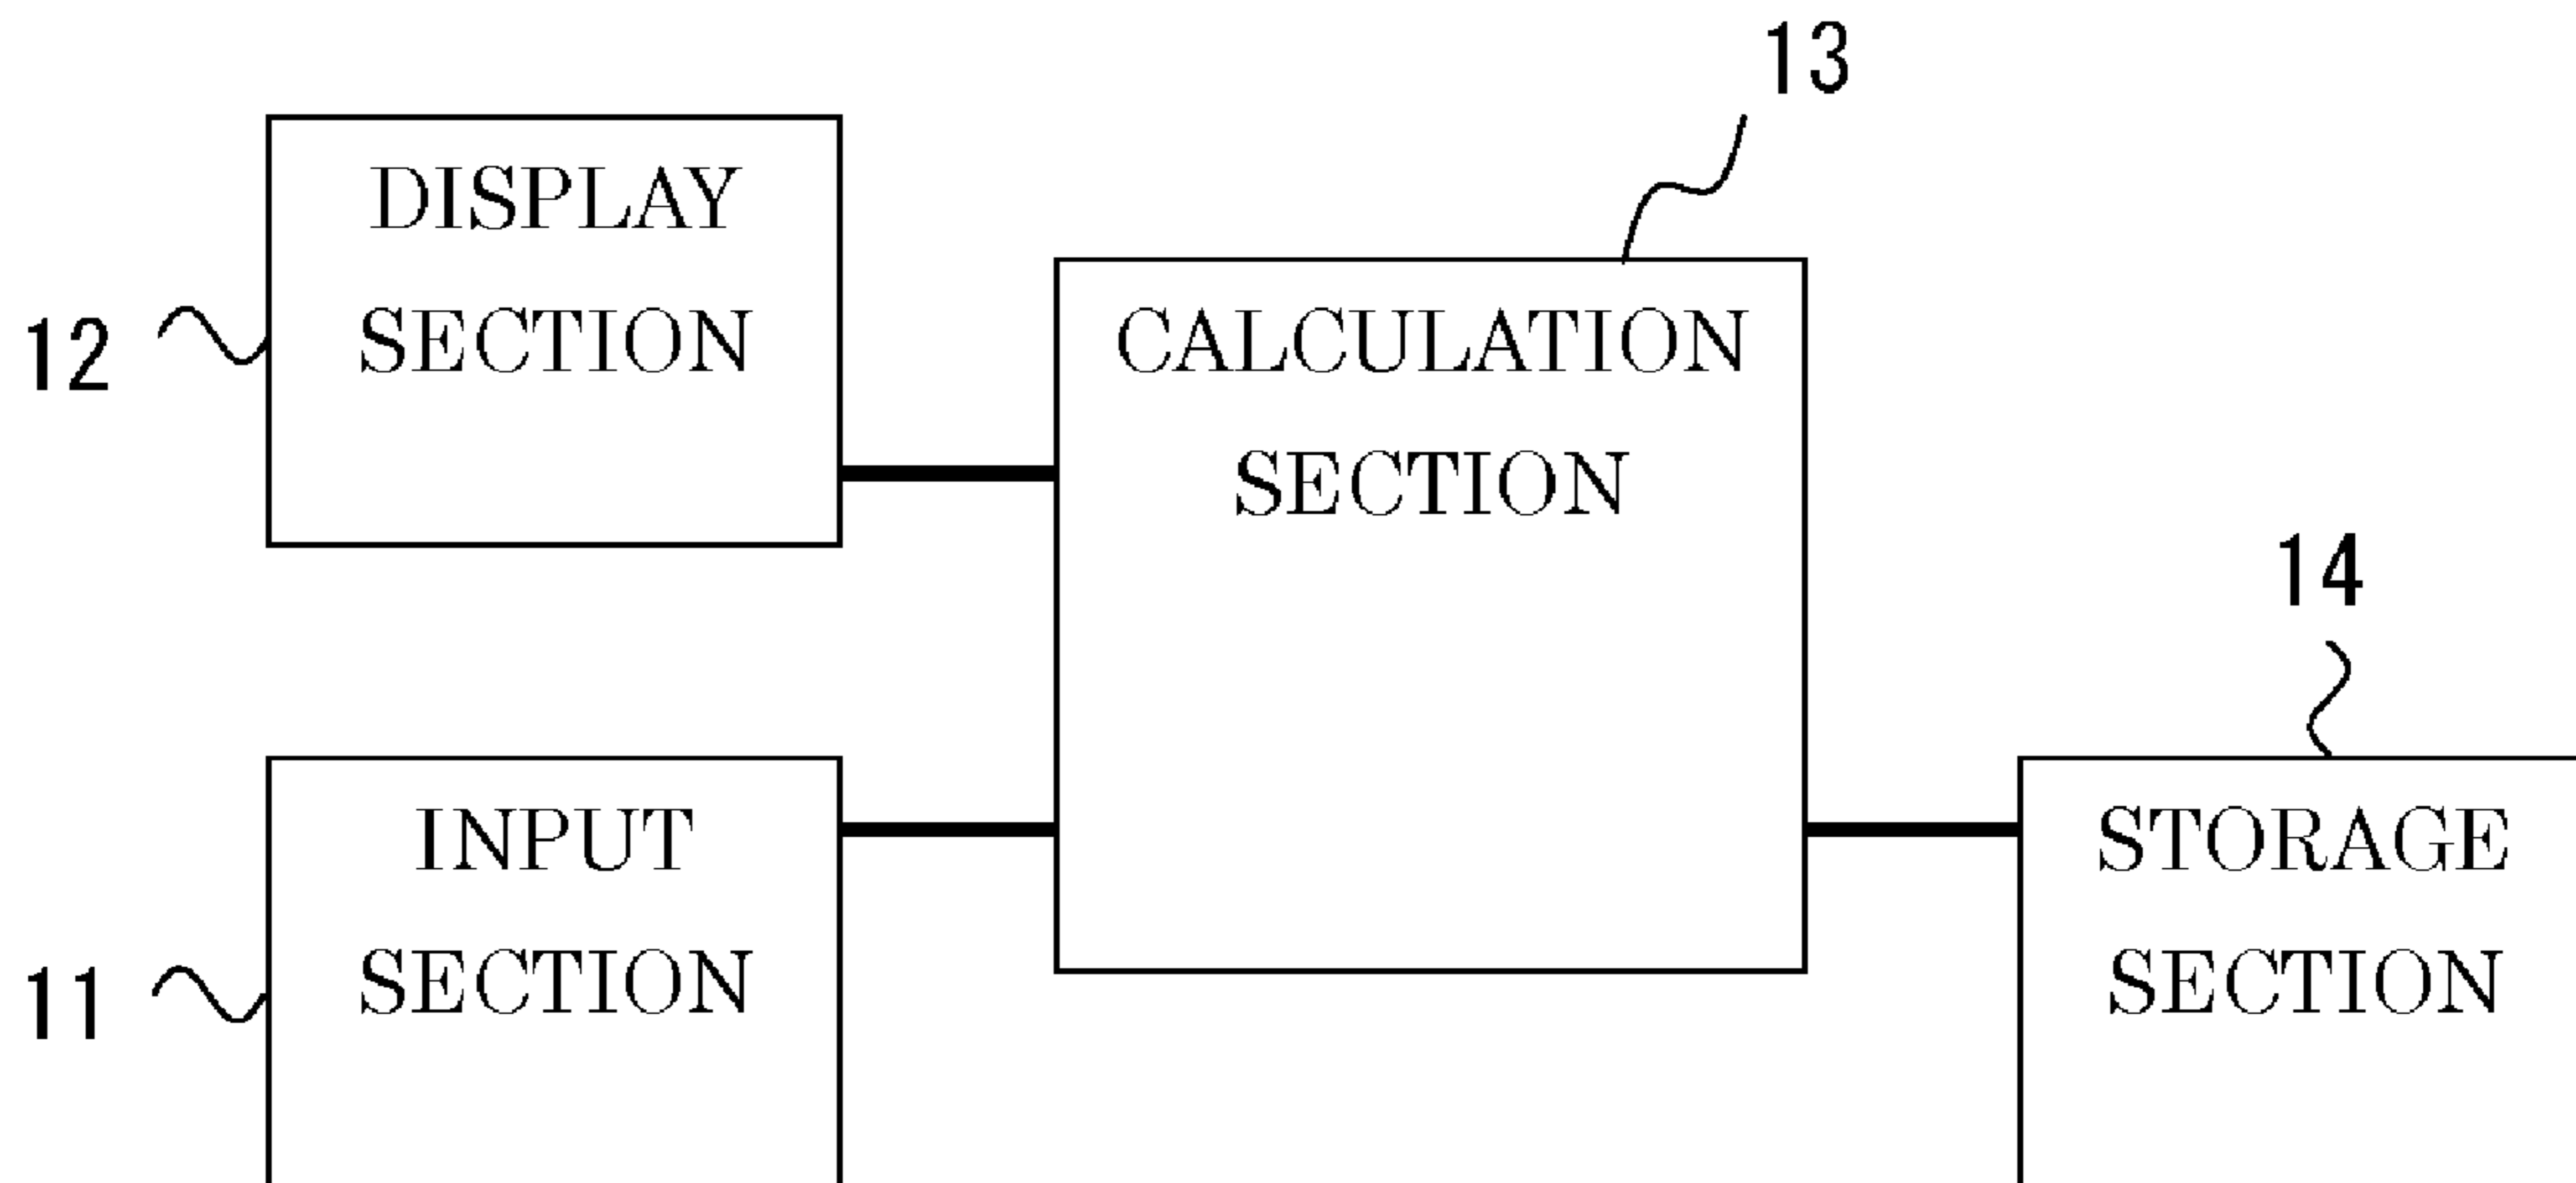 13
DISPLAY
SECTION
12
CALCULATION
SECTION
14
INPUT
SECTION
11
STORAGE
SECTION